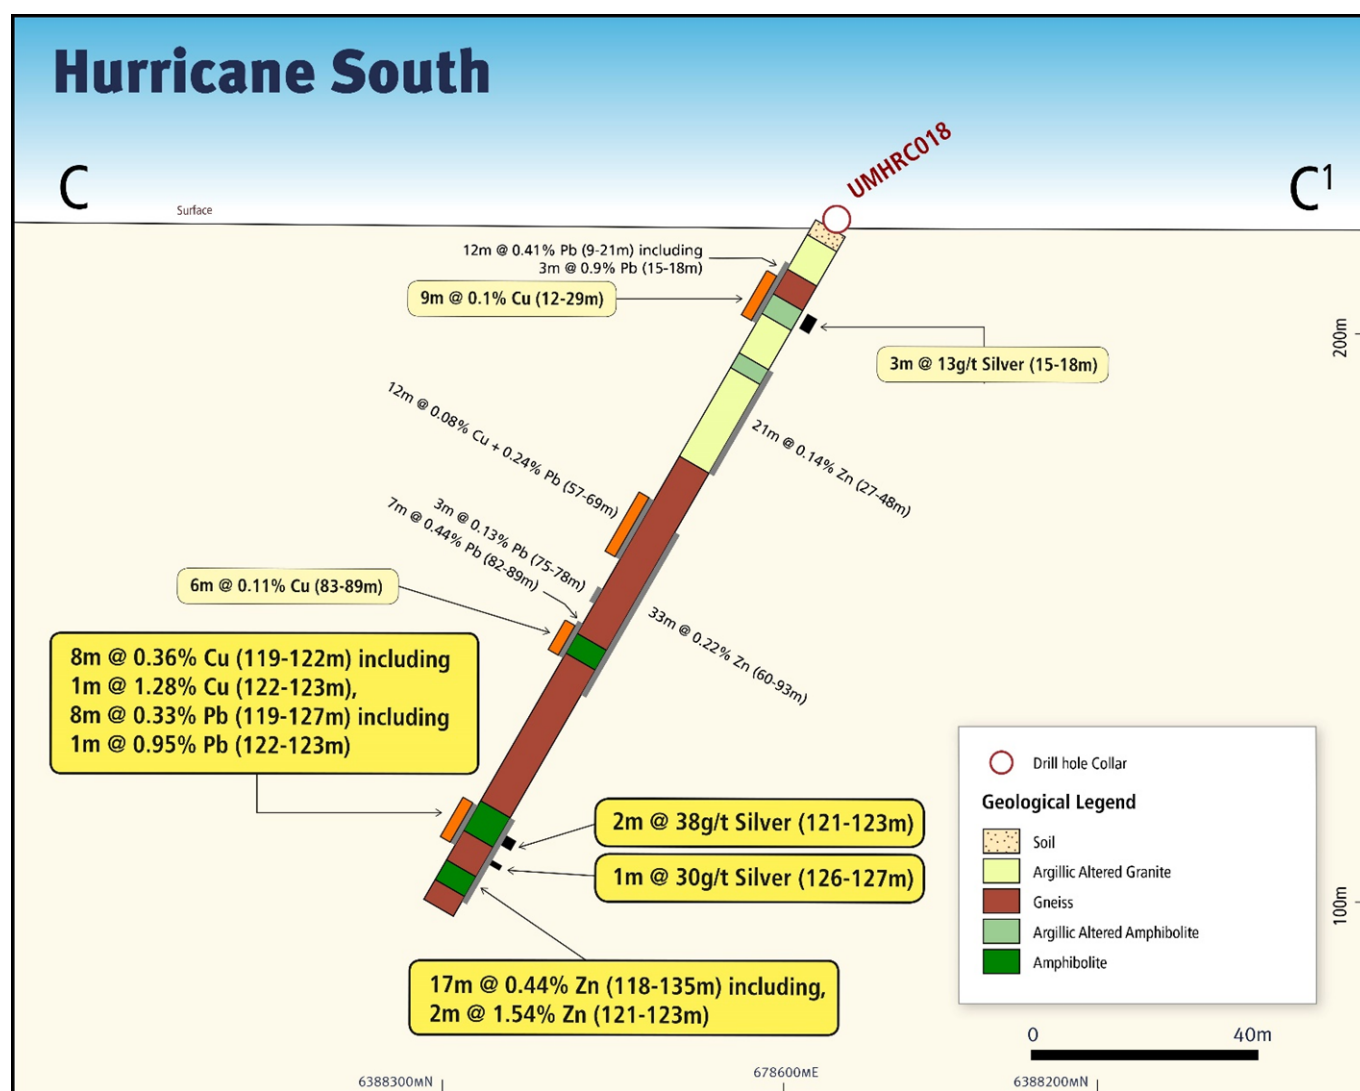 Hurricane South
C
C1
UMHRC018
Surface
12m @ 0.41% Pb (9-21m) including
3m @ 0.9% Pb (15-18m)
9m @ 0.1% Cu (12-29m)
200m
3m @ 13g/t Silver (15-18m)
12m @ 0.08% Cu + 0.24% Pb (57-69m)
21m @ 0.14% Zn (27-48m)
3m @ 0.13% Pb (75-78m)
7m @ 0.44% Pb (82-89m)
6m @ 0.11% Cu (83-89m)
33m @ 0.22% Zn (60-93m)
8m @ 0.36% Cu (119-122m) including
1m @ 1.28% Cu (122-123m),
8m @ 0.33% Pb (119-127m) including
1m @ 0.95% Pb (122-123m)
2m @ 38g/t Silver (121-123m)
1m @ 30g/t Silver (126-127m)
17m @ 0.44% Zn (118-135m) including,
2m @ 1.54% Zn (121-123m)
Drill hole Collar
Geological Legend
Soil
Argillic Altered Granite
Gneiss
Argillic Altered Amphibolite
Amphibolite
100m
0 40m
6388300mN
678600mE
6388200mN